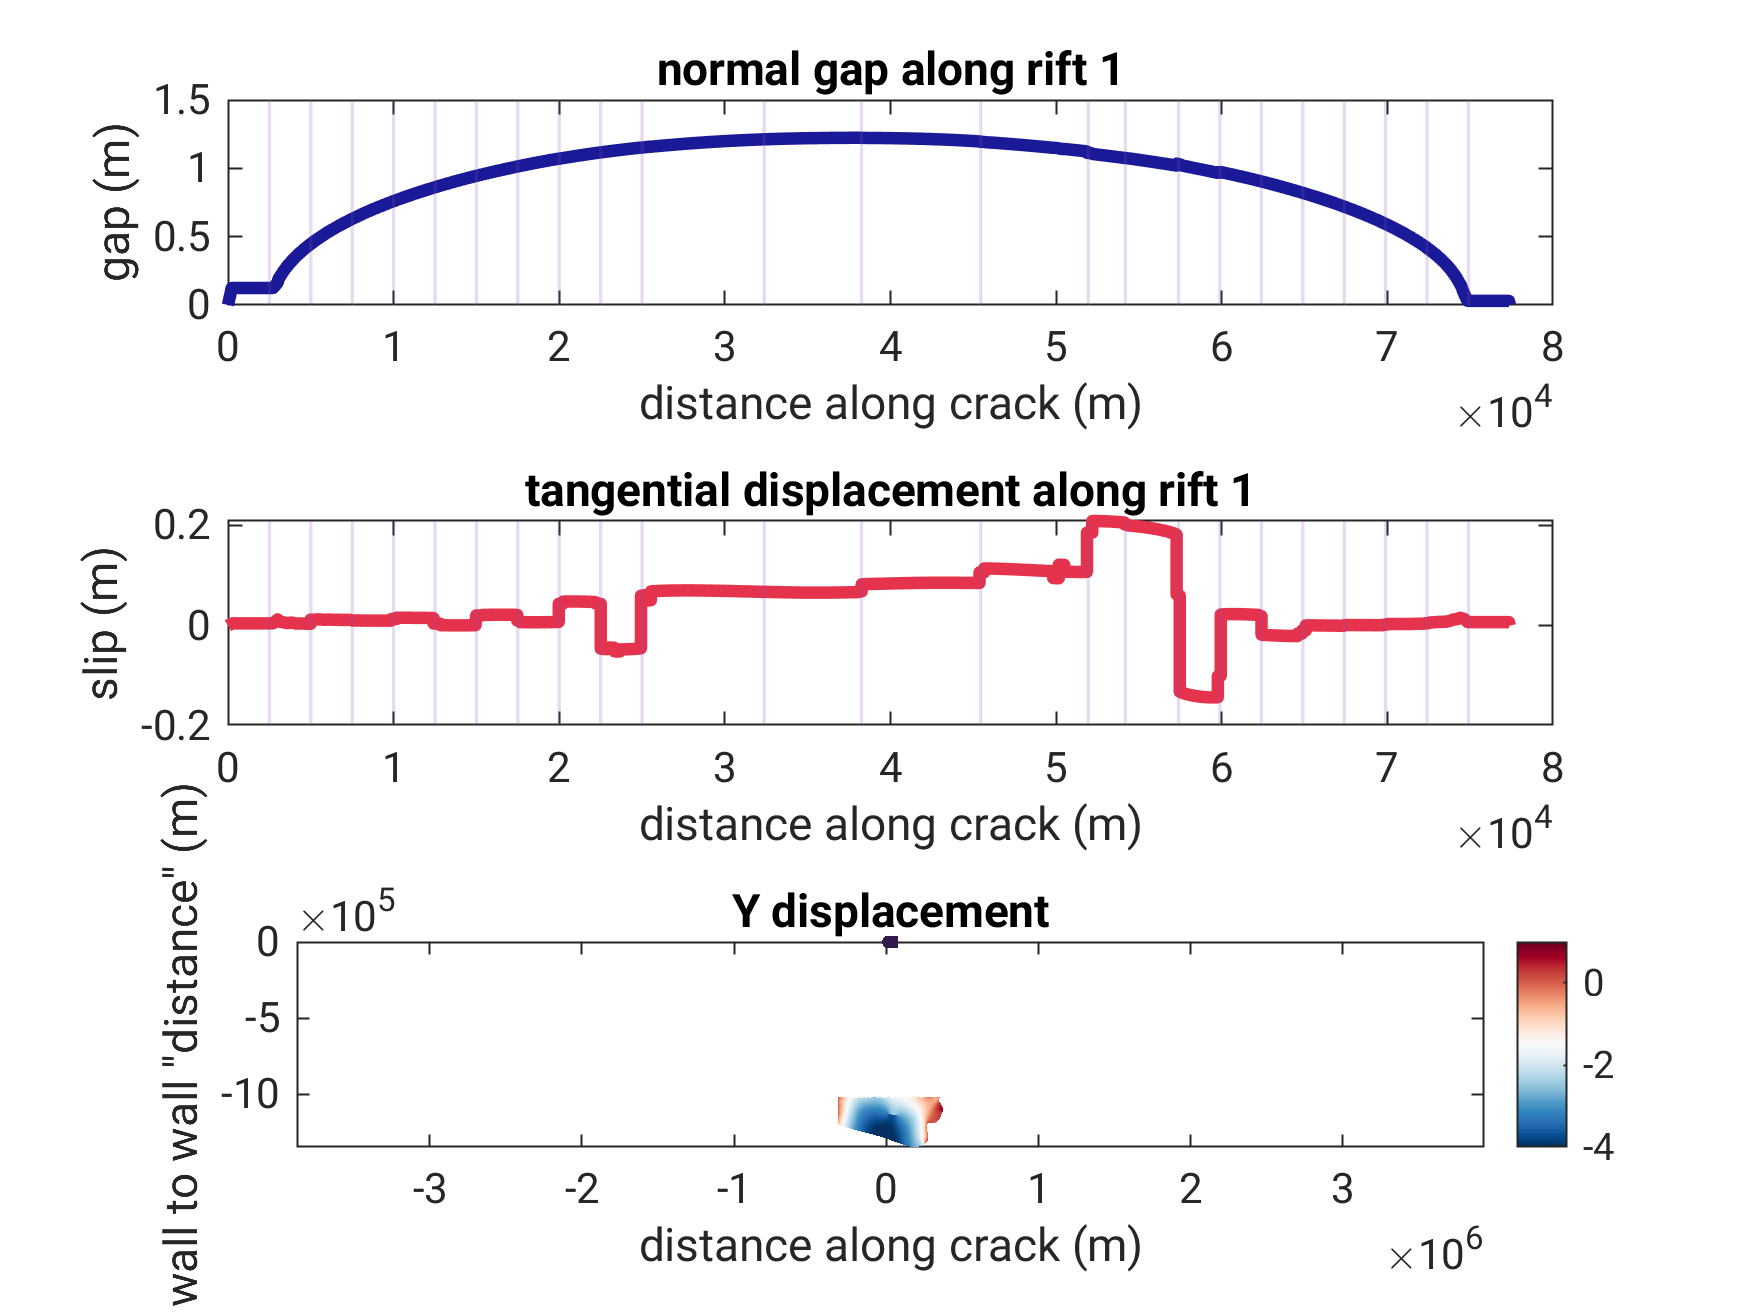 normal gap along rift 1
1.5
1
0.5
0
gap (m)
0 1 2 3 4 5 6 7 8
distance along crack (m)
×10^4
tangential displacement along rift 1
0.2
0
-0.2
slip (m)
0 1 2 3 4 5 6 7 8
distance along crack (m)
×10^4
Y displacement
×10^5
0
-5
-10
wall to wall "distance" (m)
-3 -2 -1 0 1 2 3
distance along crack (m)
×10^6
0
-2
-4